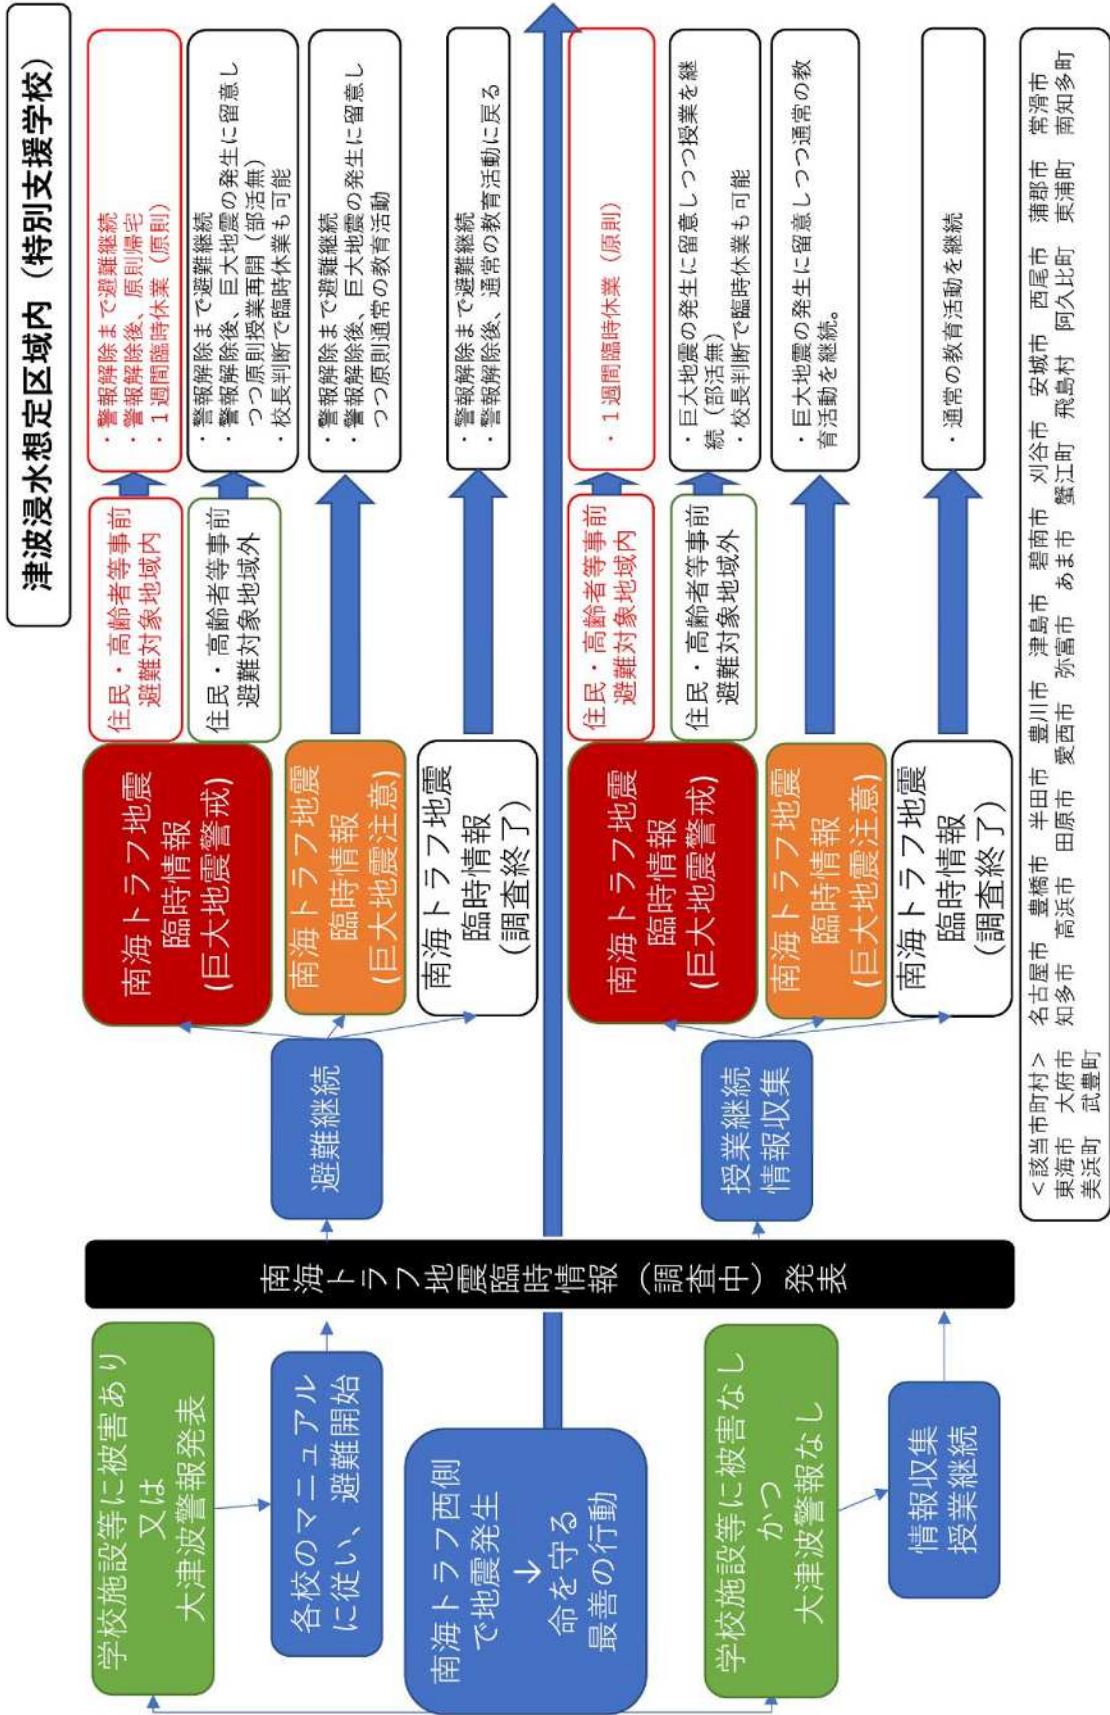 津波浸水想定区域内（特別支援学校）
学校施設等に被害あり
又は
大津波警報発表
各校のマニュアル
に従い、避難開始
南海トラフ西側
で地震発生
↓
命を守る
最善の行動
学校施設等に被害なし
かつ
大津波警報なし
情報収集
授業継続
南海トラフ地震臨時情報（調査中）発表
避難継続
南海トラフ地震
臨時情報
(巨大地震警戒)
住民・高齢者等事前
避難対象地域内
・警報解除まで避難継続
・警報解除後、原則帰宅
・１週間臨時休業（原則）
住民・高齢者等事前
避難対象地域外
・警報解除まで避難継続
・警報解除後、巨大地震の発生に留意し
つつ原則授業再開（部活無）
・校長判断で臨時休業も可能
南海トラフ地震
臨時情報
(巨大地震注意)
・警報解除まで避難継続
・警報解除後、巨大地震の発生に留意し
つつ原則通常の教育活動
南海トラフ地震
臨時情報
(調査終了)
・警報解除まで避難継続
・警報解除後、通常の教育活動に戻る
授業継続
情報収集
南海トラフ地震
臨時情報
(巨大地震警戒)
住民・高齢者等事前
避難対象地域内
・１週間臨時休業（原則）
住民・高齢者等事前
避難対象地域外
・巨大地震の発生に留意しつつ授業を継
続（部活無）
・校長判断で臨時休業も可能
南海トラフ地震
臨時情報
(巨大地震注意)
・巨大地震の発生に留意しつつ通常の教
育活動を継続。
南海トラフ地震
臨時情報
(調査終了)
・通常の教育活動を継続
＜該当市町村＞ 名古屋市 豊橋市 半田市 豊川市 津島市 碧南市 刈谷市 安城市 西尾市 蒲郡市 常滑市
東海市 大府市 知多市 高浜市 田原市 愛西市 弥富市 あま市 蟹江町 飛島村 阿久比町 東浦町 南知多町
美浜町 武豊町